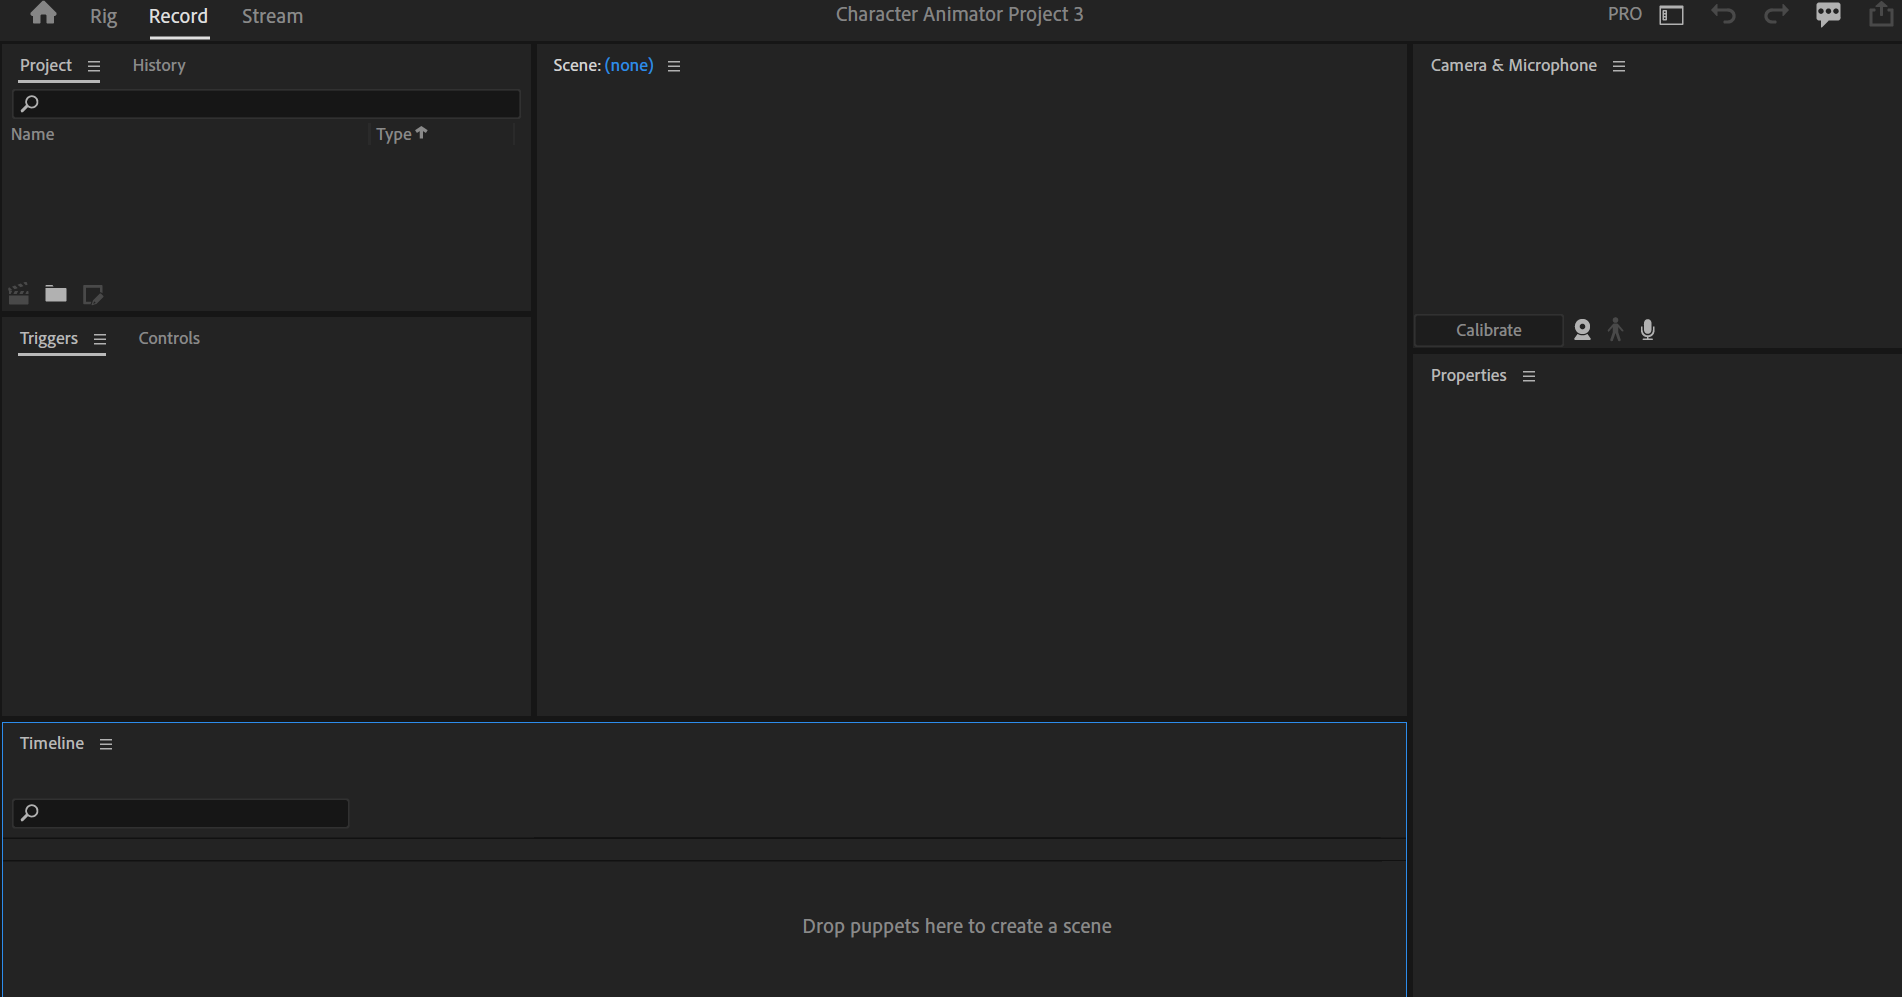 Rig Record Stream Character Animator Project 3 PRO
Project History
Name Type
Triggers Controls
Scene: (none)
Camera & Microphone
Calibrate
Properties
Timeline
Drop puppets here to create a scene